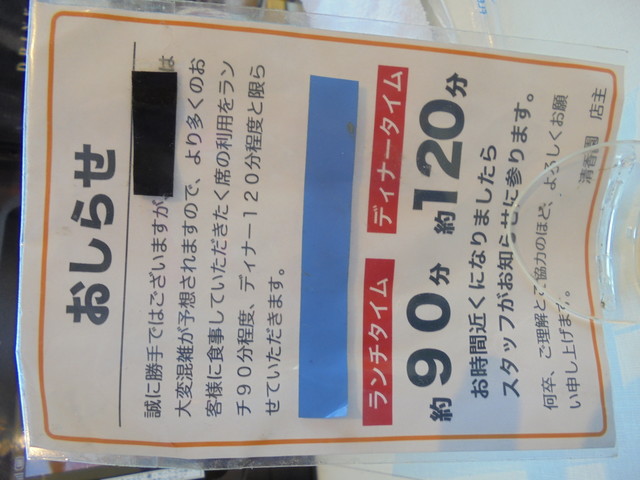 おしらせ
誠に勝手ではございますが は
大変混雑が予想されますので、より多くのお
客様に食事していただきたく席の利用をラン
チ９０分程度、ディナー１２０分程度と限ら
せていただきます。
ランチタイム ディナータイム
約90分 約120分
お時間近くになりましたら
スタッフがお知らせに参ります。
何卒、ご理解とご協力のほど、よろしくお願
い申し上げます。
清香園 店主